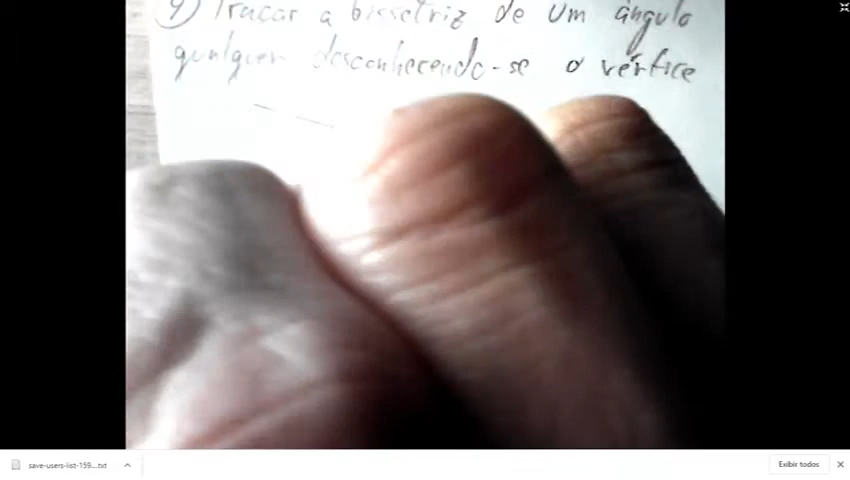 9) Traçar a bissetriz de um ângulo
qualquer desconhecendo-se o vértice
save-users-list-159....txt
Exibir todos